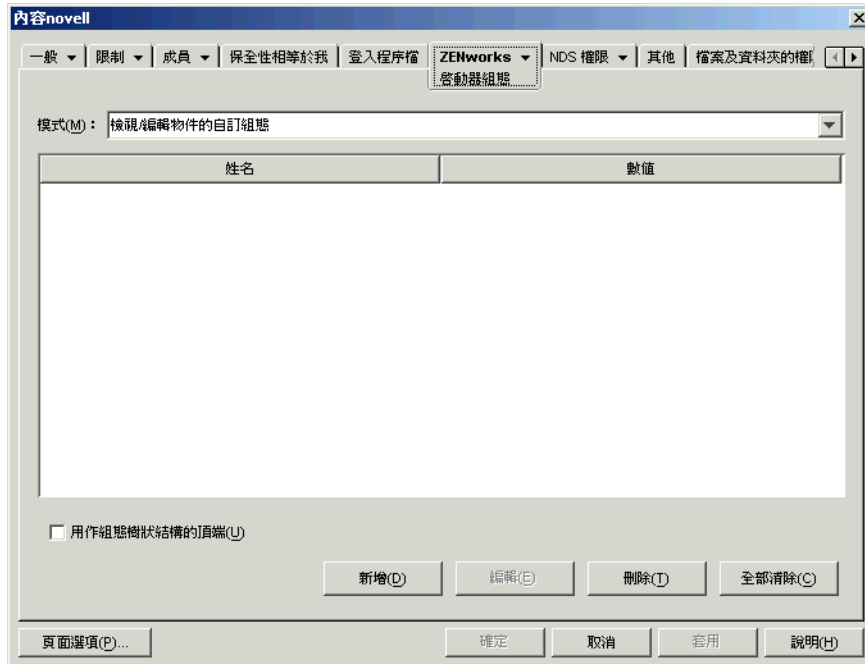 內容novell
一般 限制 成員 保全性相等於我 登入程序檔 ZENworks NDS 權限 其他 檔案及資料夾的權限
啟動器組態
模式(M)： 檢視/編輯物件的自訂組態
姓名 數值
用作組態樹狀結構的頂端(U)
新增(D) 編輯(E) 刪除(T) 全部清除(C)
頁面選項(P)... 確定 取消 套用 說明(H)